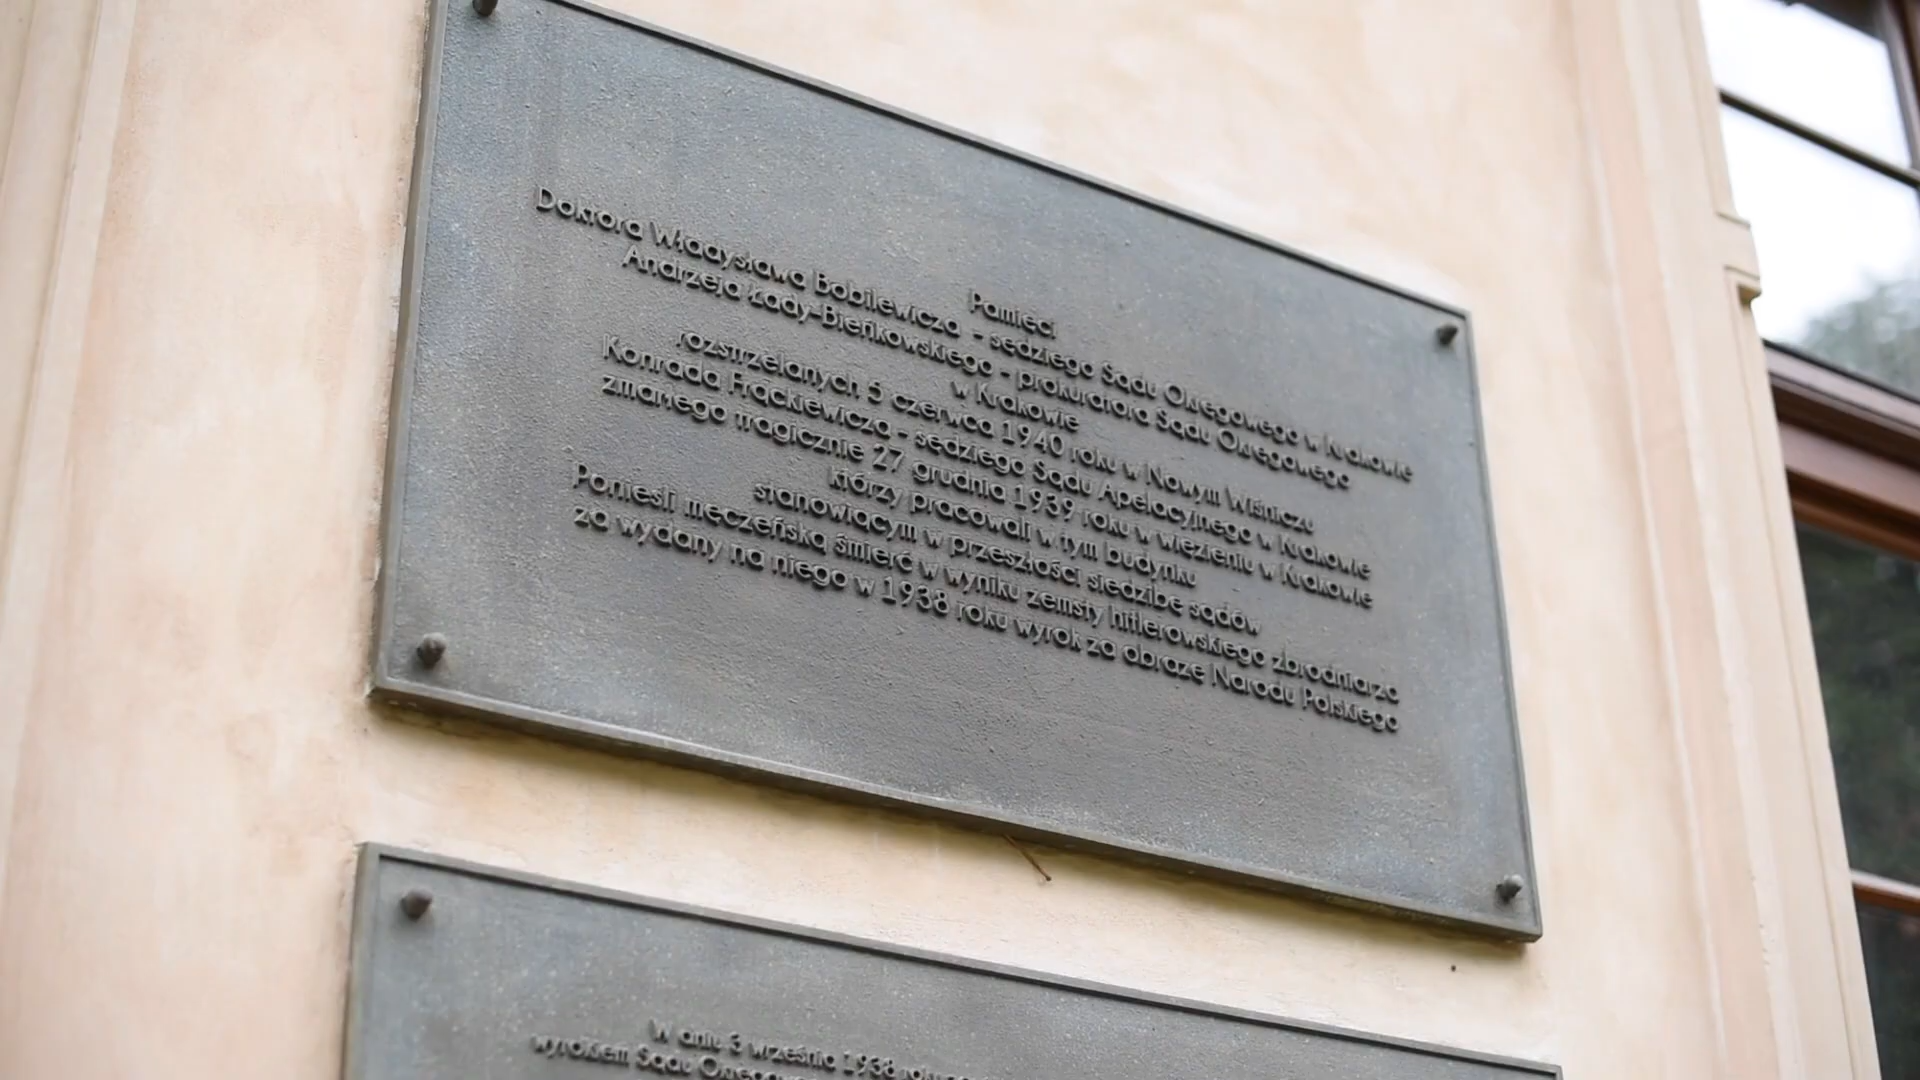 Pamięci
Doktora Władysława Bobilewicza - sędziego Sądu Okręgowego w Krakowie
Andrzeja Łady-Bieńkowskiego - prokuratora Sądu Okręgowego
w Krakowie
rozstrzelanych 5 czerwca 1940 roku w Nowym Wiśniczu
Konrada Frąckiewicza - sędziego Sądu Apelacyjnego w Krakowie
zmarłego tragicznie 27 grudnia 1939 roku w więzieniu w Krakowie
którzy pracowali w tym budynku
stanowiącym w przeszłości siedzibę sądów
Ponieśli męczeńską śmierć w wyniku zemsty hitlerowskiego zbrodniarza
za wydany na niego w 1938 roku wyrok za obrazę Narodu Polskiego
W dniu 3 września 1938 roku
wyrokiem Sądu